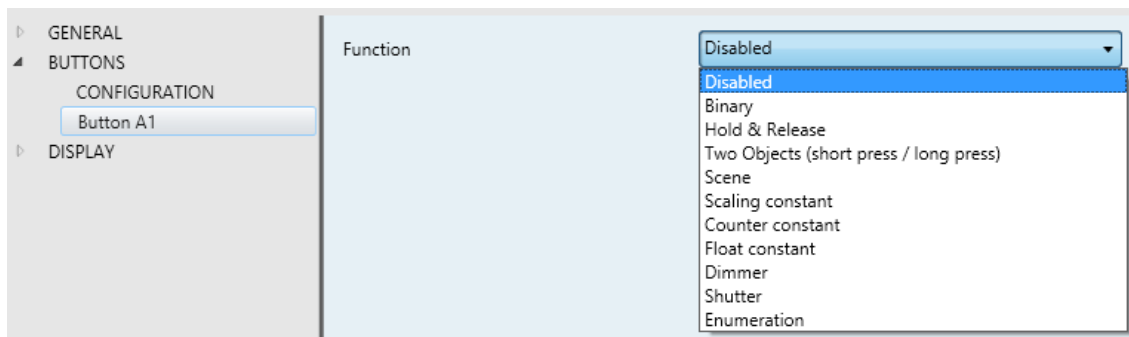 GENERAL
BUTTONS
CONFIGURATION
Button A1
DISPLAY
Function
Disabled
Disabled
Binary
Hold & Release
Two Objects (short press / long press)
Scene
Scaling constant
Counter constant
Float constant
Dimmer
Shutter
Enumeration